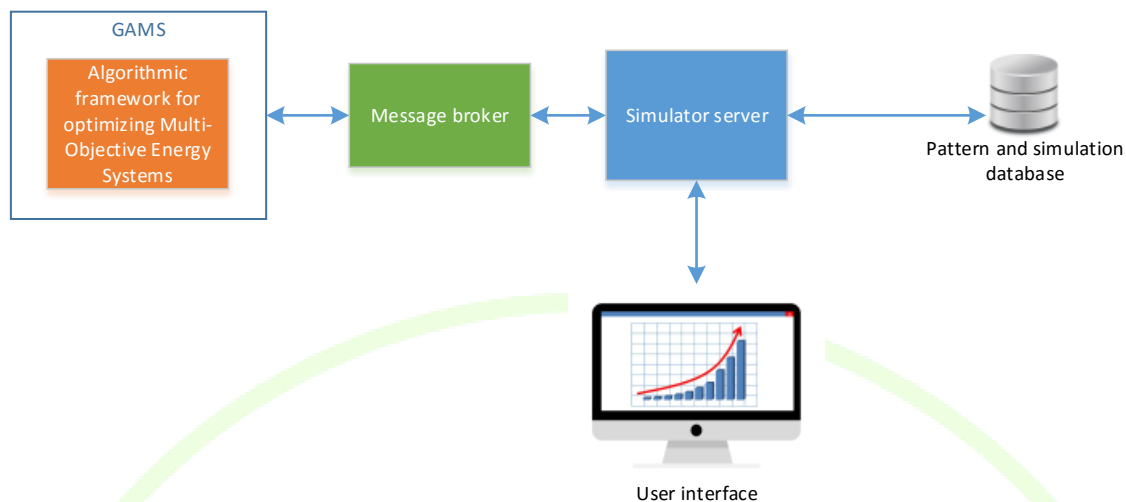 GAMS
Algorithmic
framework for
optimizing Multi-
Objective Energy
Systems
Message broker
Simulator server
Pattern and simulation
database
User interface